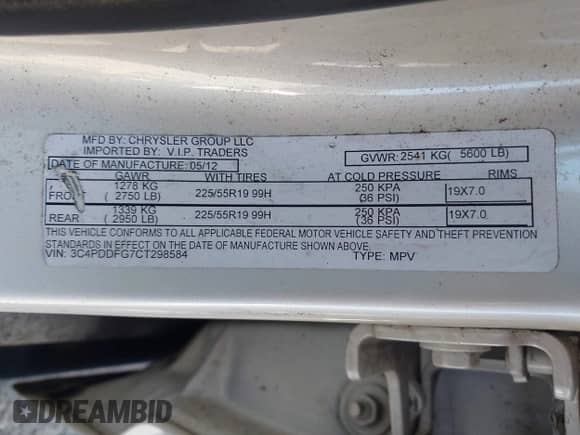 MFD BY: CHRYSLER GROUP LLC
IMPORTED BY: V.I.P. TRADERS
DATE OF MANUFACTURE: 05/12 GVWR: 2541 KG( 5600 LB)
GAWR WITH TIRES AT COLD PRESSURE RIMS
FRONT 1278 KG ( 2750 LB) 225/55R19 99H 250 KPA (36 PSI) 19X7.0
REAR 1339 KG ( 2950 LB) 225/55R19 99H 250 KPA (36 PSI) 19X7.0
THIS VEHICLE CONFORMS TO ALL APPLICABLE FEDERAL MOTOR VEHICLE SAFETY AND THEFT PREVENTION
STANDARDS IN EFFECT ON DATE OF MANUFACTURE SHOWN ABOVE.
VIN: 3C4PDDFG7CT298584 TYPE: MPV
DREAMBID